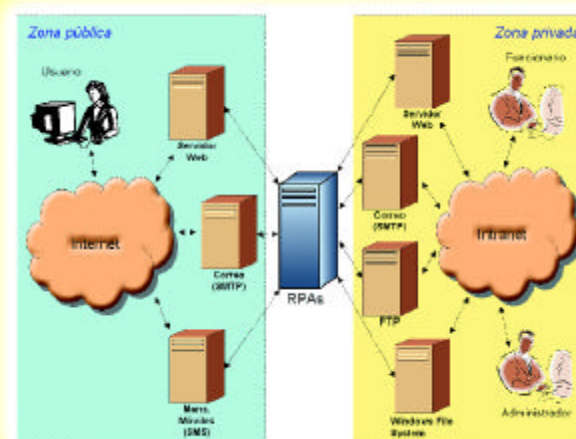 Zona pública
Usuario
Servidor
Web
Internet
Correo
(SMTP)
Mens.
Móviles
(SMS)
RPAs
Zona privada
Funcionario
Servidor
Web
Correo
(SMTP)
Intranet
FTP
Windows File
System
Administrador